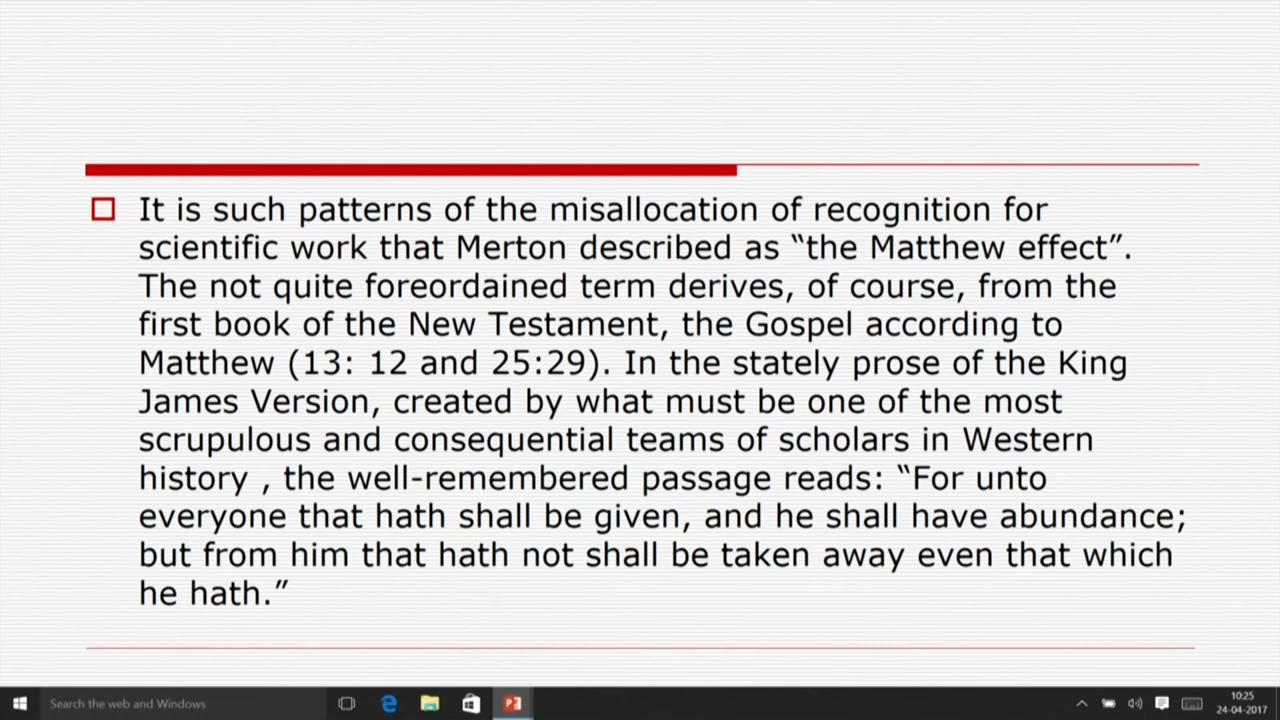 It is such patterns of the misallocation of recognition for
scientific work that Merton described as “the Matthew effect”.
The not quite foreordained term derives, of course, from the
first book of the New Testament, the Gospel according to
Matthew (13: 12 and 25:29). In the stately prose of the King
James Version, created by what must be one of the most
scrupulous and consequential teams of scholars in Western
history , the well-remembered passage reads: “For unto
everyone that hath shall be given, and he shall have abundance;
but from him that hath not shall be taken away even that which
he hath.”
Search the web and Windows
10:25
24-04-2017